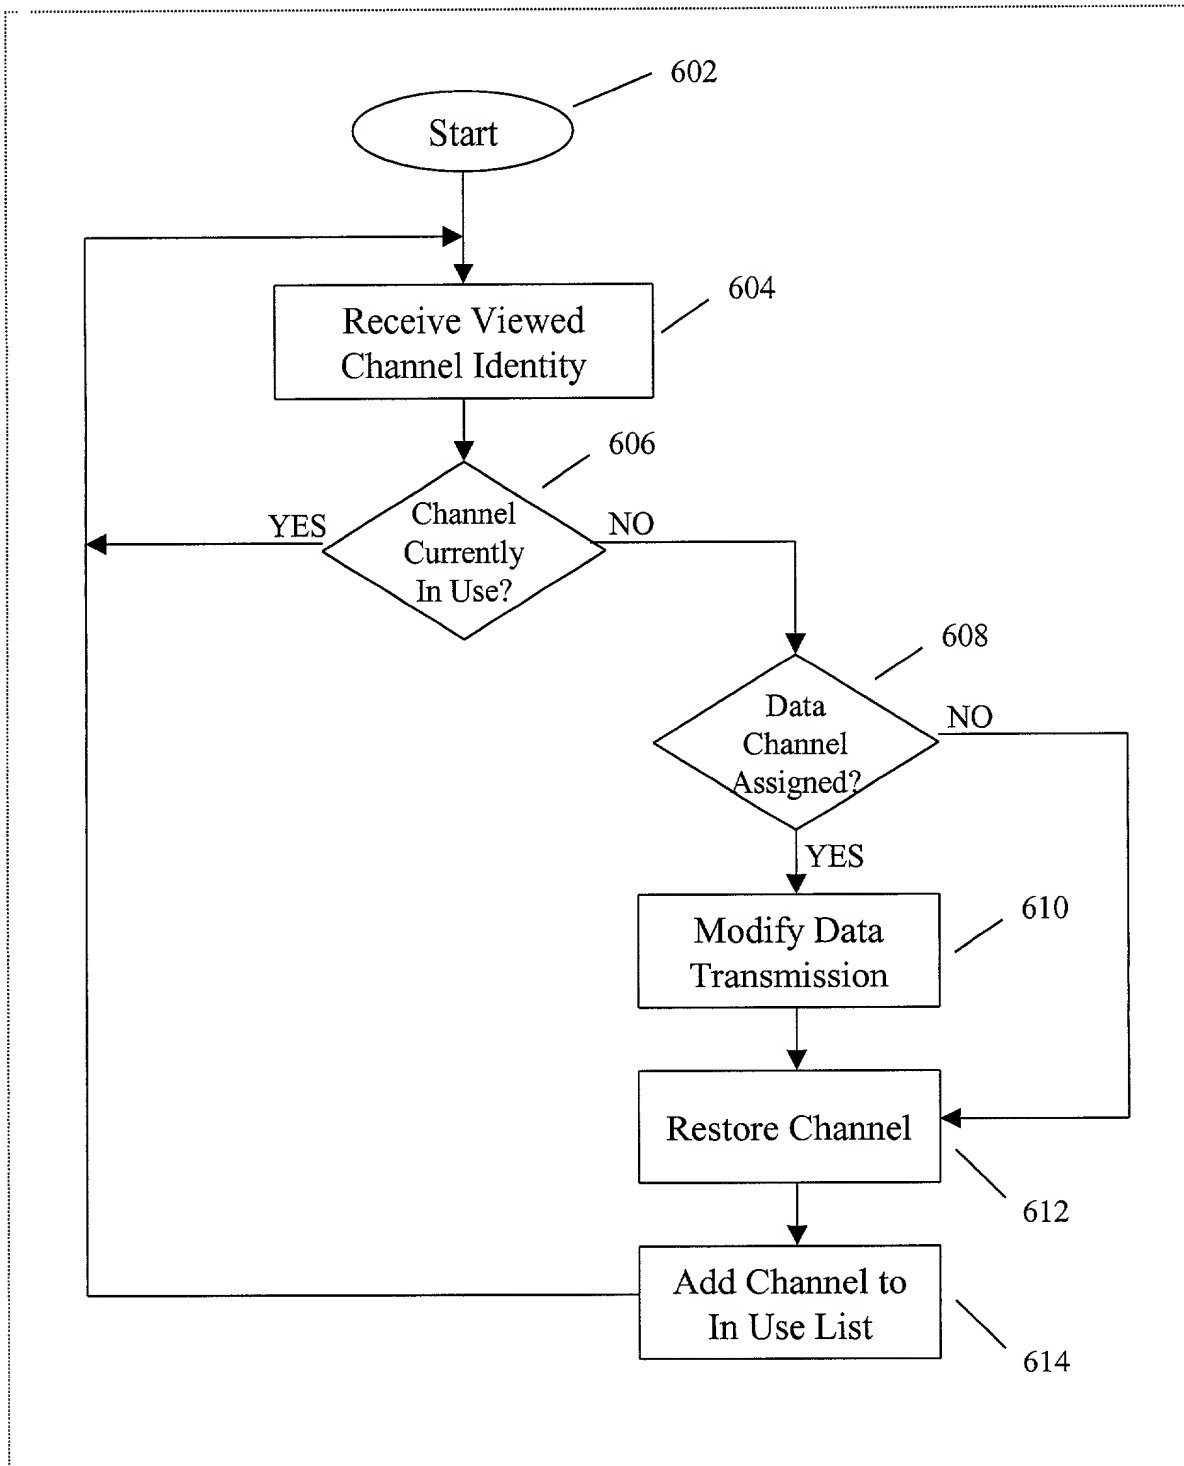 602
Start
604
Receive Viewed
Channel Identity
606
Channel
Currently
In Use?
YES
NO
608
Data
Channel
Assigned?
NO
YES
610
Modify Data
Transmission
Restore Channel
612
Add Channel to
In Use List
614